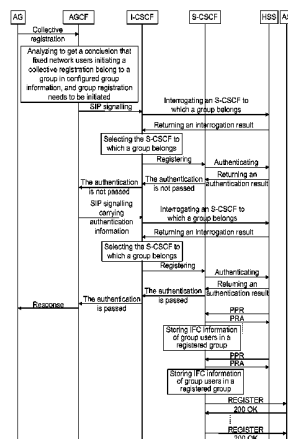 AG
AGCF
I-CSCF
S-CSCF
HSS
AS
Collective
registration
Analyzing to get a conclusion that
fixed network users initiating a
collective registration belong to a
group in configured group
information, and group registration
needs to be initiated
SIP signalling
Interrogating an S-CSCF to
which a group belongs
Returning an interrogation result
Selecting the S-CSCF to
which a group belongs
Registering
Authenticating
Returning an
authentication result
The authentication
is not passed
The authentication
is not passed
SIP signalling
carrying
authentication
information
Interrogating an S-CSCF to
which a group belongs
Returning an interrogation result
Selecting the S-CSCF to
which a group belongs
Registering
Authenticating
Returning an
authentication result
The authentication
is passed
The authentication
is passed
Response
PPR
PRA
Storing IFC information
of group users in a
registered group
PPR
PRA
Storing IFC information
of group users in a
registered group
REGISTER
200 OK
REGISTER
200 OK